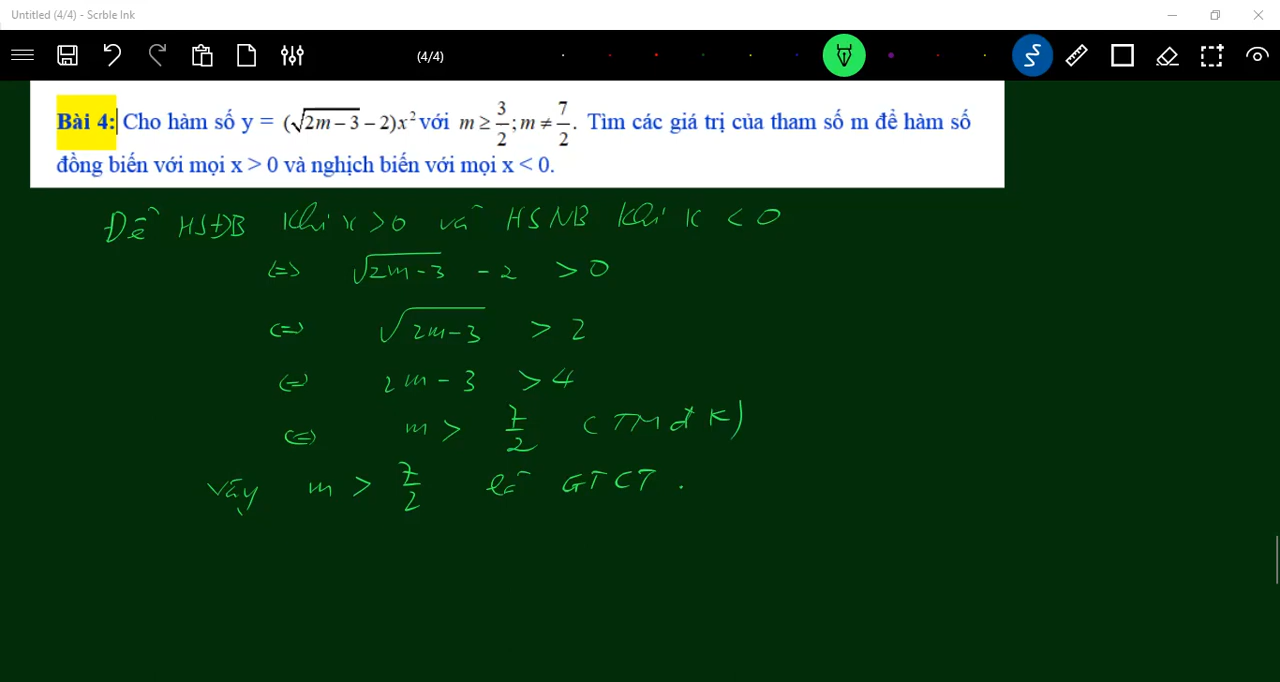 Untitled (4/4) - Scrble Ink
(4/4)
Bài 4: Cho hàm số y = (√(2m−3) − 2)x² với m ≥ 3/2; m ≠ 7/2. Tìm các giá trị của tham số m để hàm số
đồng biến với mọi x > 0 và nghịch biến với mọi x < 0.
Để HSĐB khi x > 0 và HSNB khi x < 0
<=> √(2m−3) − 2 > 0
<=> √(2m−3) > 2
<=> 2m − 3 > 4
<=> m > 7/2 (TMđK)
Vậy m > 7/2 là GTCT.